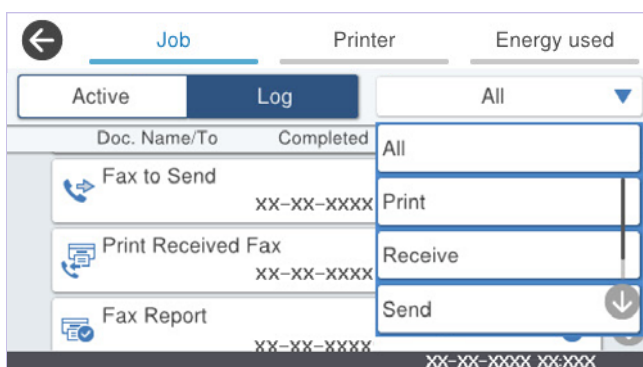 Job Printer Energy used
Active Log All
Doc. Name/To Completed
All
Fax to Send
XX-XX-XXXX
Print
Print Received Fax
XX-XX-XXXX
Receive
Fax Report
XX-XX-XXXX
Send
XX-XX-XXXX XX:XXX